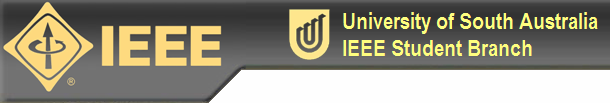 IEEE
®
University of South Australia
IEEE Student Branch